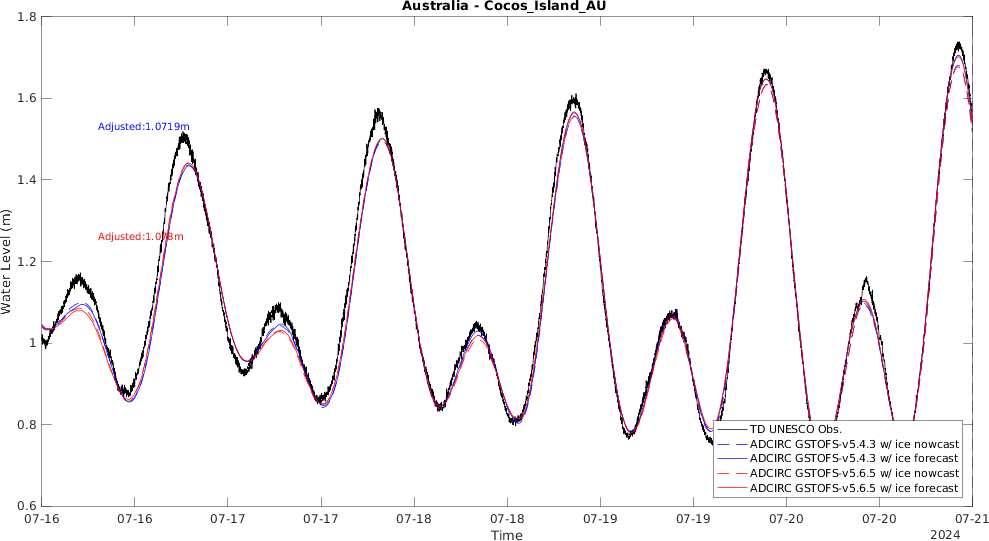 Australia - Cocos_Island_AU
Water Level (m)
1.8
1.6
1.4
1.2
1
0.8
0.6
Adjusted:1.0719m
TD UNESCO Obs.
ADCIRC GSTOFS-v5.4.3 w/ ice nowcast
ADCIRC GSTOFS-v5.4.3 w/ ice forecast
ADCIRC GSTOFS-v5.6.5 w/ ice nowcast
ADCIRC GSTOFS-v5.6.5 w/ ice forecast
07-16 07-16 07-17 07-17 07-18 07-18 07-19 07-19 07-20 07-20 07-21
Time
2024